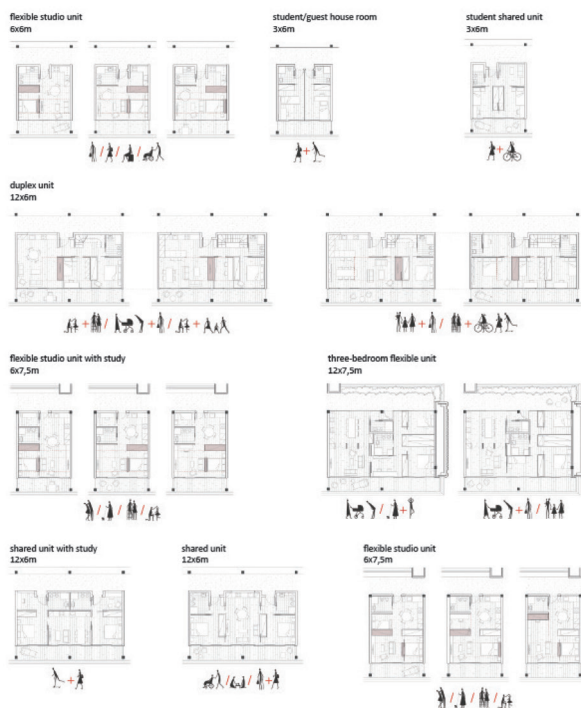 flexible studio unit
6x6m
student/guest house room
3x6m
student shared unit
3x6m
duplex unit
12x6m
flexible studio unit with study
6x7,5m
three-bedroom flexible unit
12x7,5m
shared unit with study
12x6m
shared unit
12x6m
flexible studio unit
6x7,5m